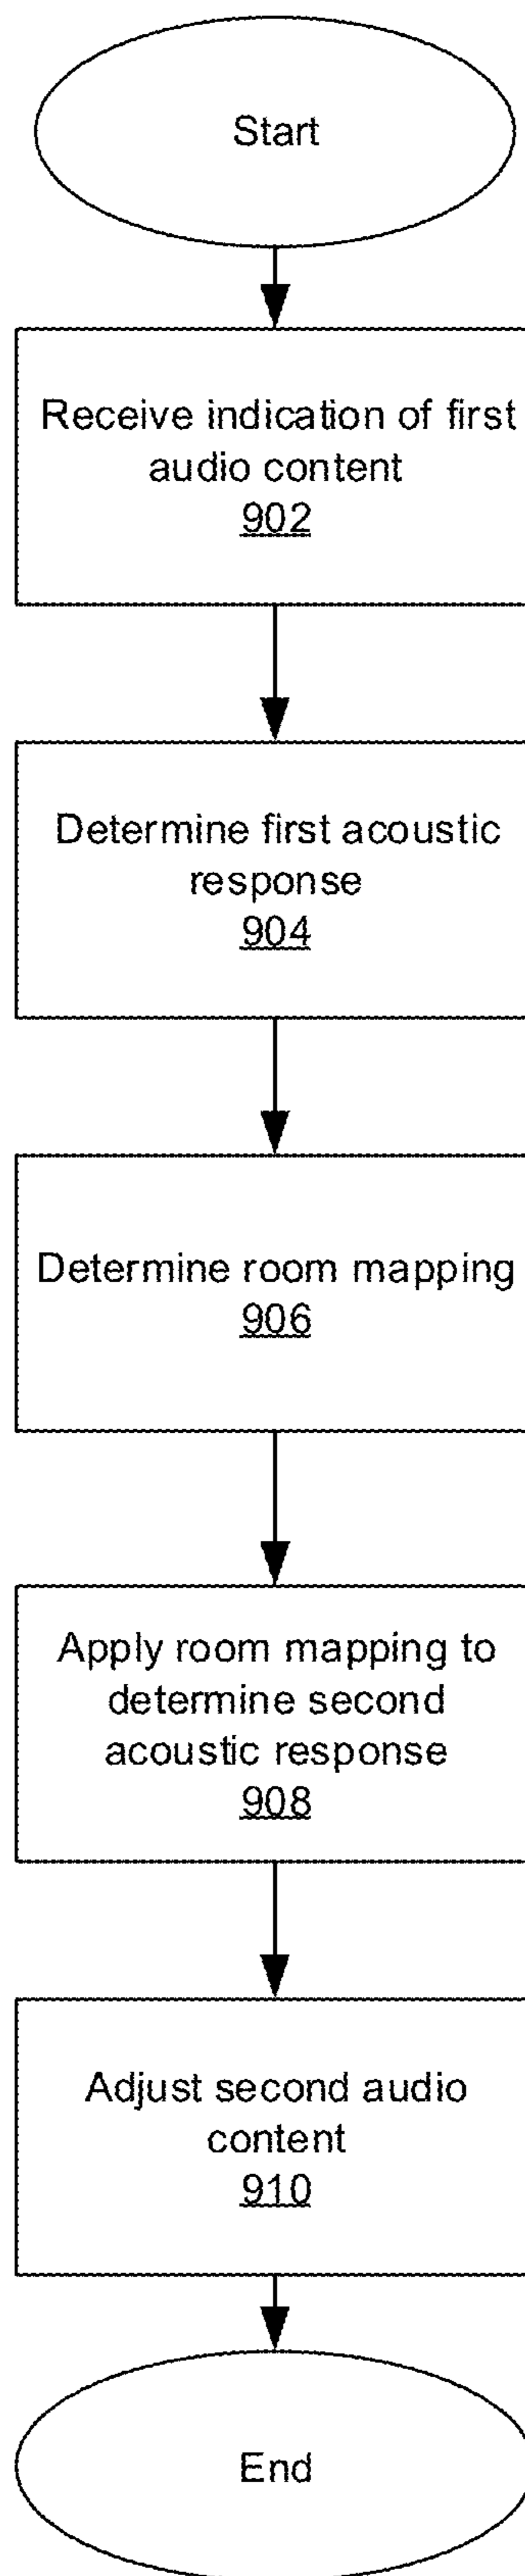 Start
Receive indication of first
audio content
902
Determine first acoustic
response
904
Determine room mapping
906
Apply room mapping to
determine second
acoustic response
908
Adjust second audio
content
910
End